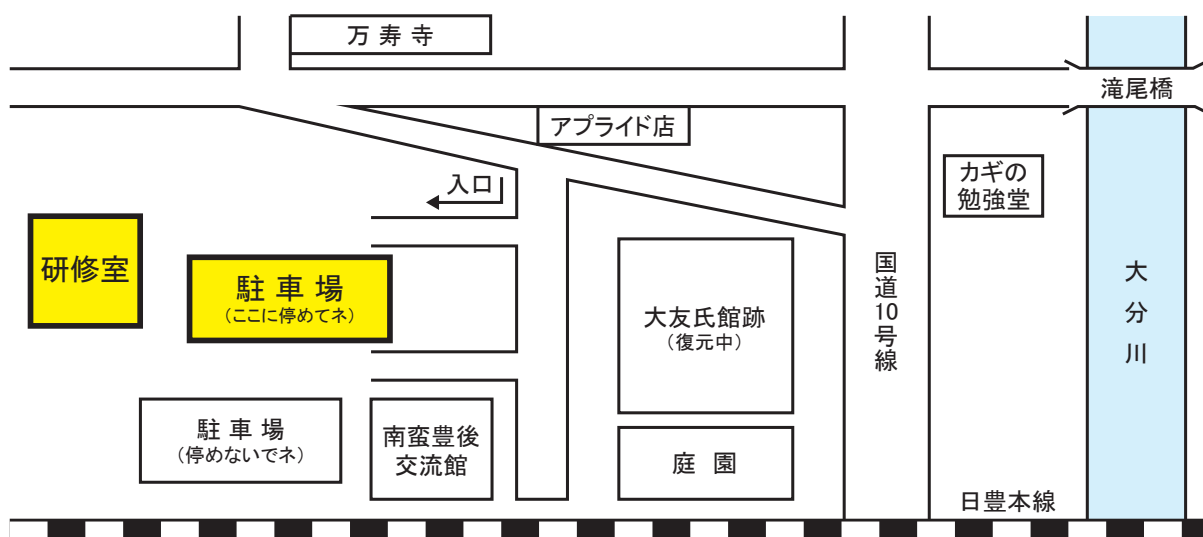 万寿寺
滝尾橋
アプライド店
入口
カギの
勉強堂
研修室
駐車場
(ここに停めてネ)
大友氏館跡
(復元中)
国道10号線
大分川
駐車場
(停めないでネ)
南蛮豊後
交流館
庭園
日豊本線